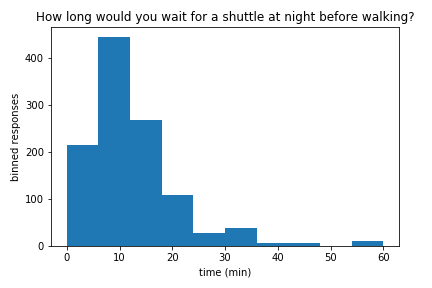 How long would you wait for a shuttle at night before walking?
400
300
200
100
0
binned responses
0 10 20 30 40 50 60
time (min)